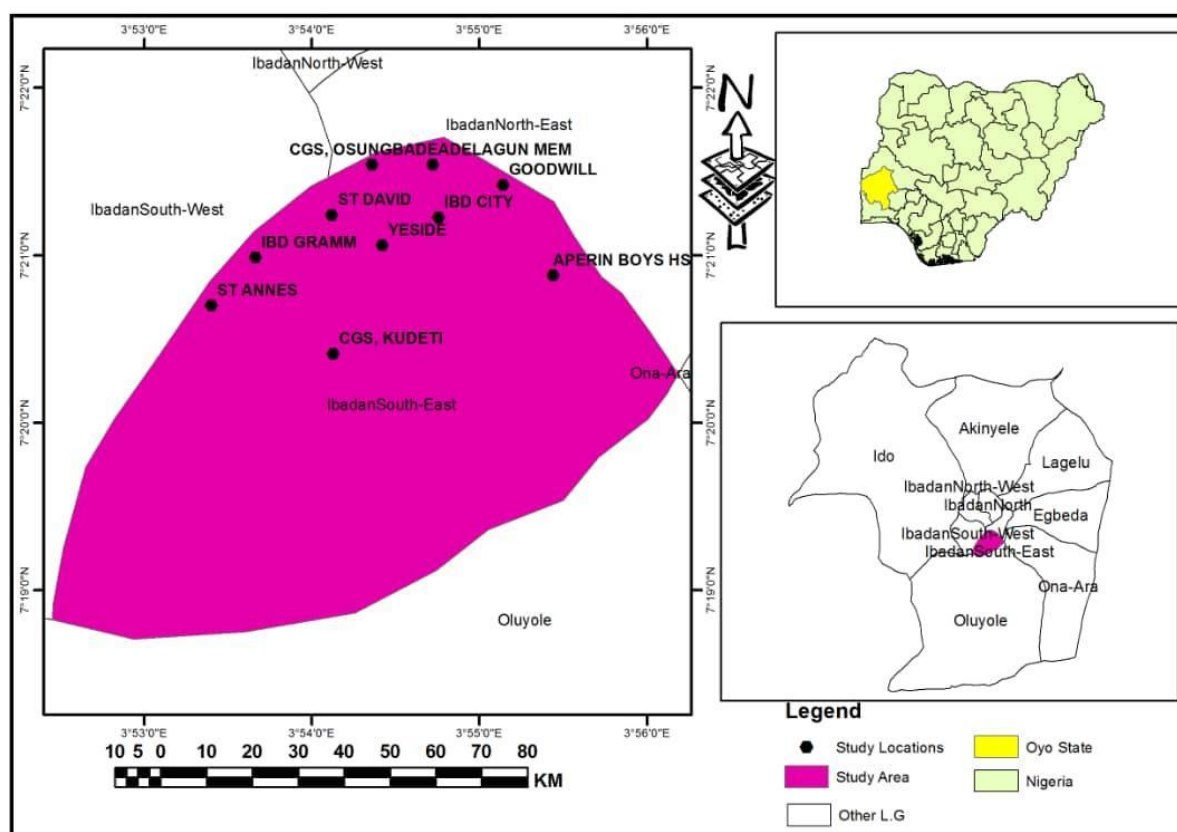 3°53'0"E 3°54'0"E 3°55'0"E 3°56'0"E
7°22'0"N
7°21'0"N
7°20'0"N
7°19'0"N
IbadanNorth-West
IbadanNorth-East
CGS, OSUNGBADEADELAGUN MEM
GOODWILL
ST DAVID
IBD CITY
IbadanSouth-West
YESIDE
IBD GRAMM
APERIN BOYS HS
ST ANNES
CGS, KUDETI
Ona-Ara
IbadanSouth-East
Oluyole
7°22'0"N
7°21'0"N
7°20'0"N
7°19'0"N
3°53'0"E 3°54'0"E 3°55'0"E 3°56'0"E
10 5 0 10 20 30 40 50 60 70 80
KM
N
Akinyele
Ido
Lagelu
IbadanNorth-West
IbadanNorth
Egbeda
IbadanSouth-West
IbadanSouth-East
Ona-Ara
Oluyole
Legend
Study Locations
Oyo State
Study Area
Nigeria
Other L.G